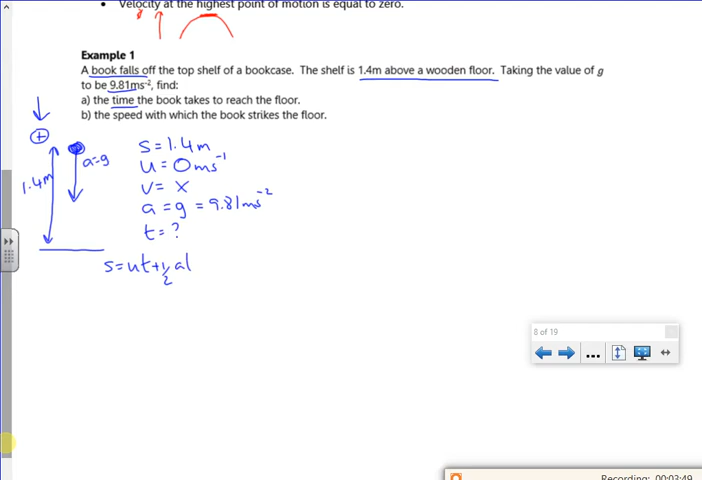 • Velocity at the highest point of motion is equal to zero.
Example 1
A book falls off the top shelf of a bookcase. The shelf is 1.4m above a wooden floor. Taking the value of g
to be 9.81ms⁻², find:
a) the time the book takes to reach the floor.
b) the speed with which the book strikes the floor.
+
1.4m
a=g
s = 1.4m
u = 0ms⁻¹
v = x
a = g = 9.81ms⁻²
t = ?
s=ut+½al
8 of 19
...
Recording: 00:03:49